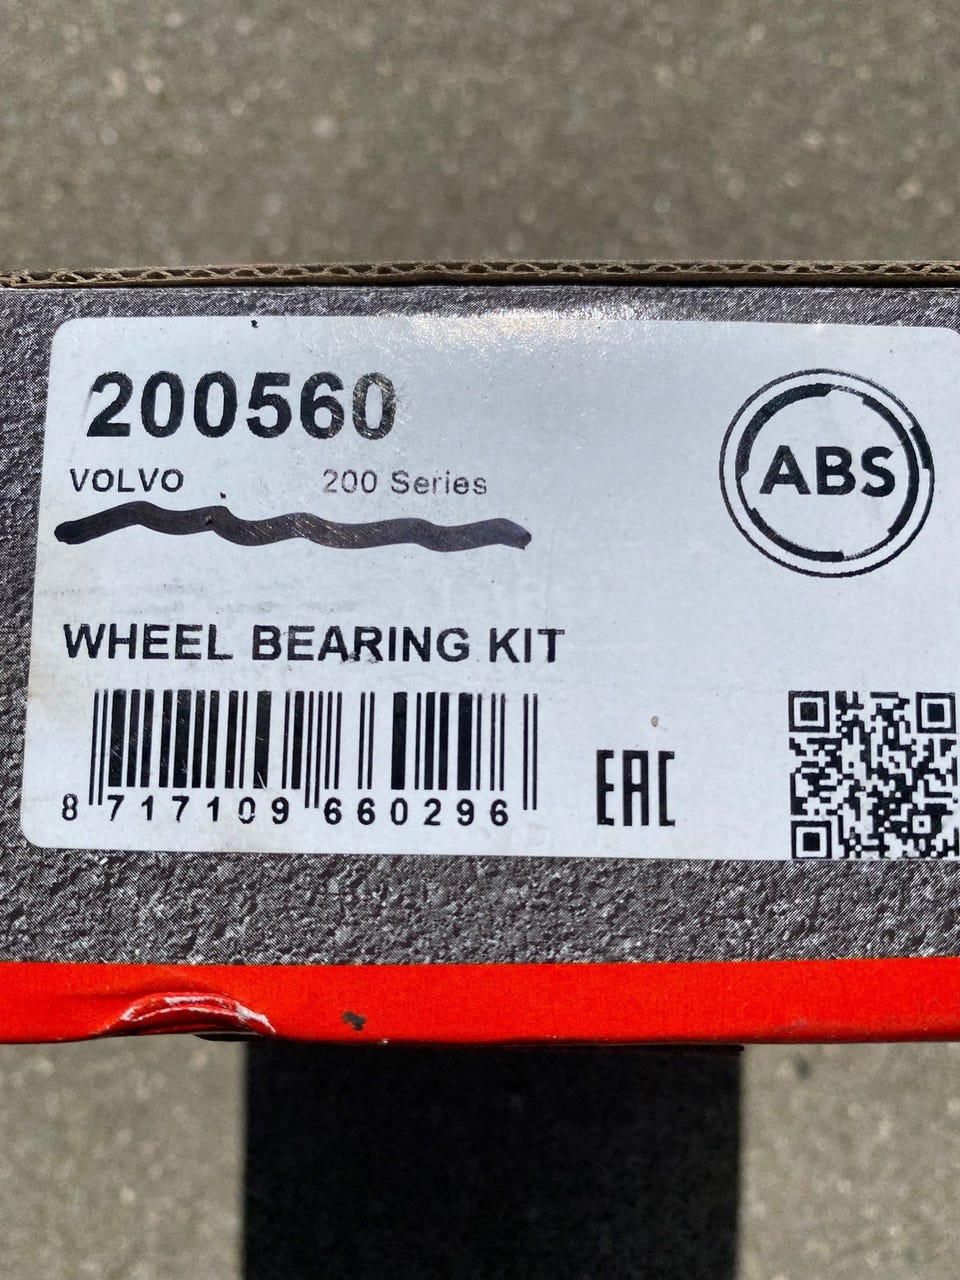 200560
ABS
VOLVO 200 Series
WHEEL BEARING KIT
8 717109 660296
EAC